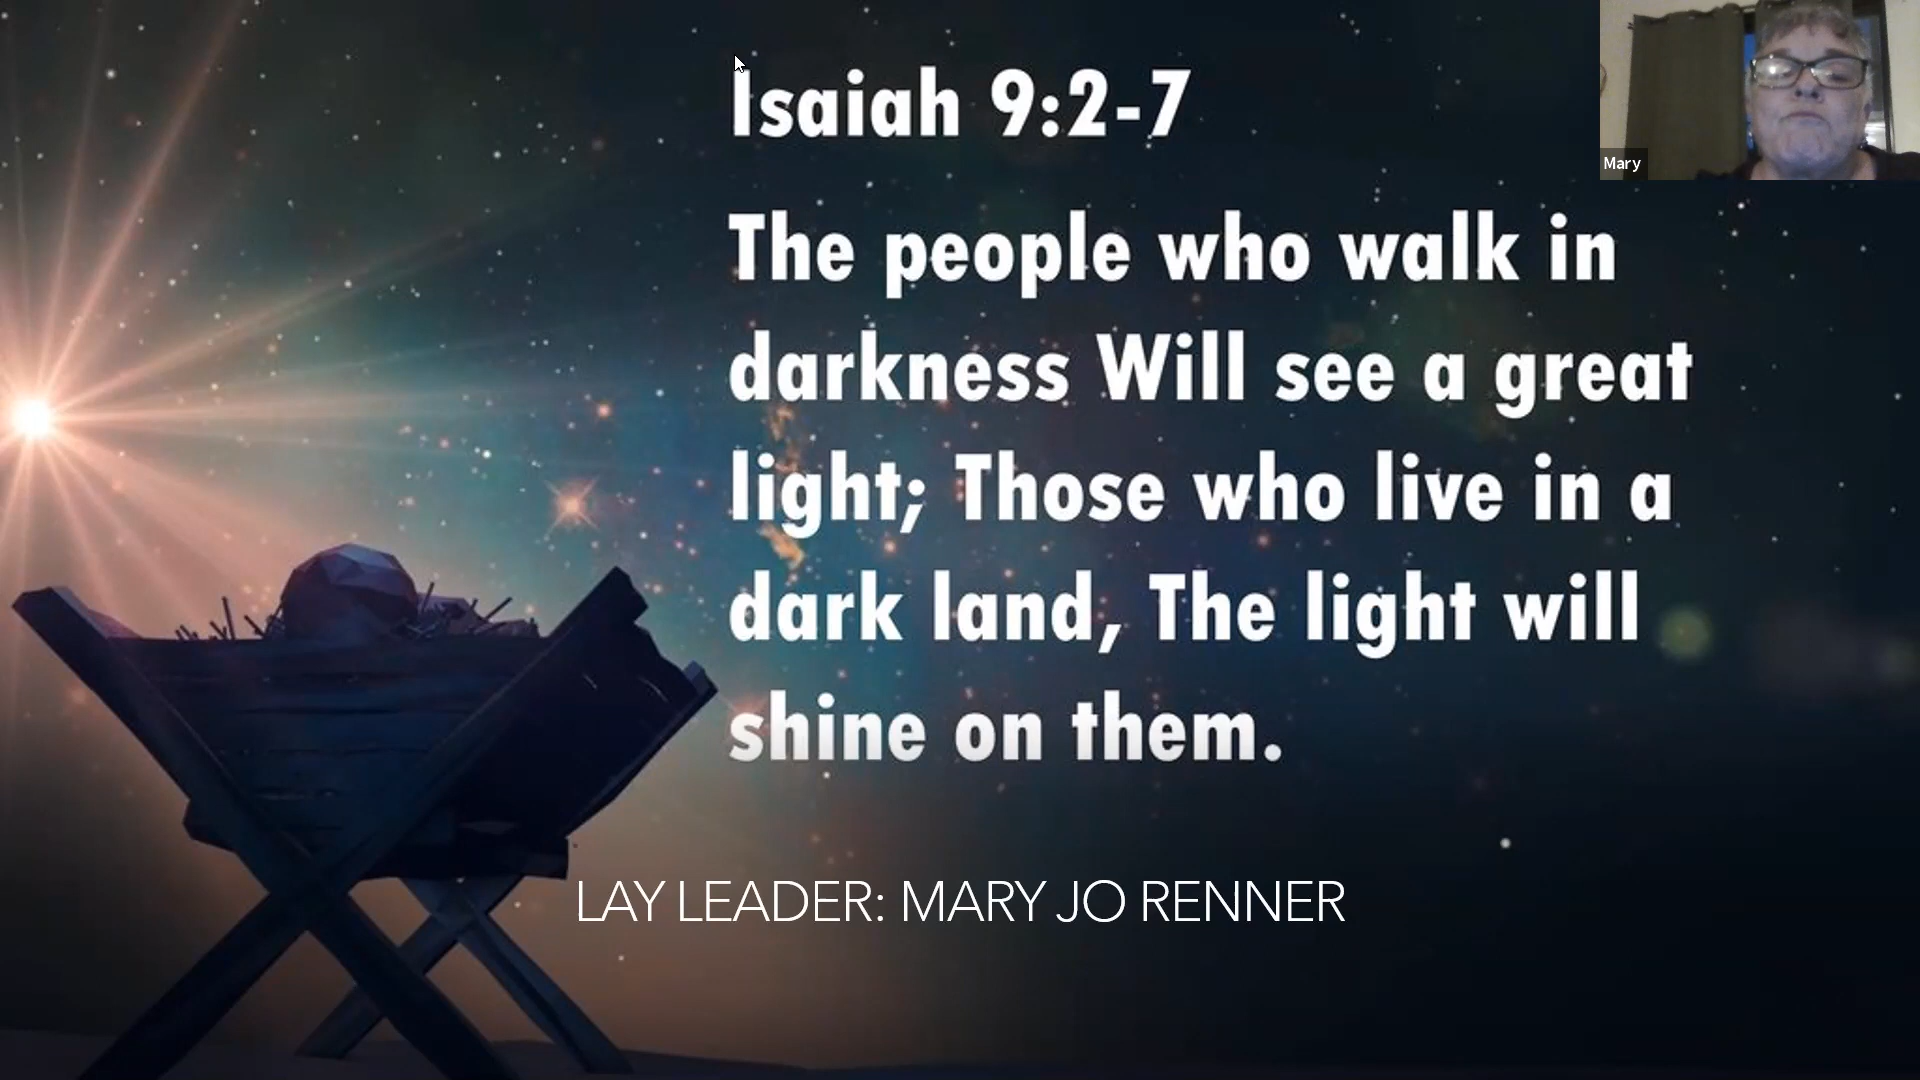 Isaiah 9:2-7
Mary
The people who walk in
darkness Will see a great
light; Those who live in a
dark land, The light will
shine on them.
LAY LEADER: MARY JO RENNER